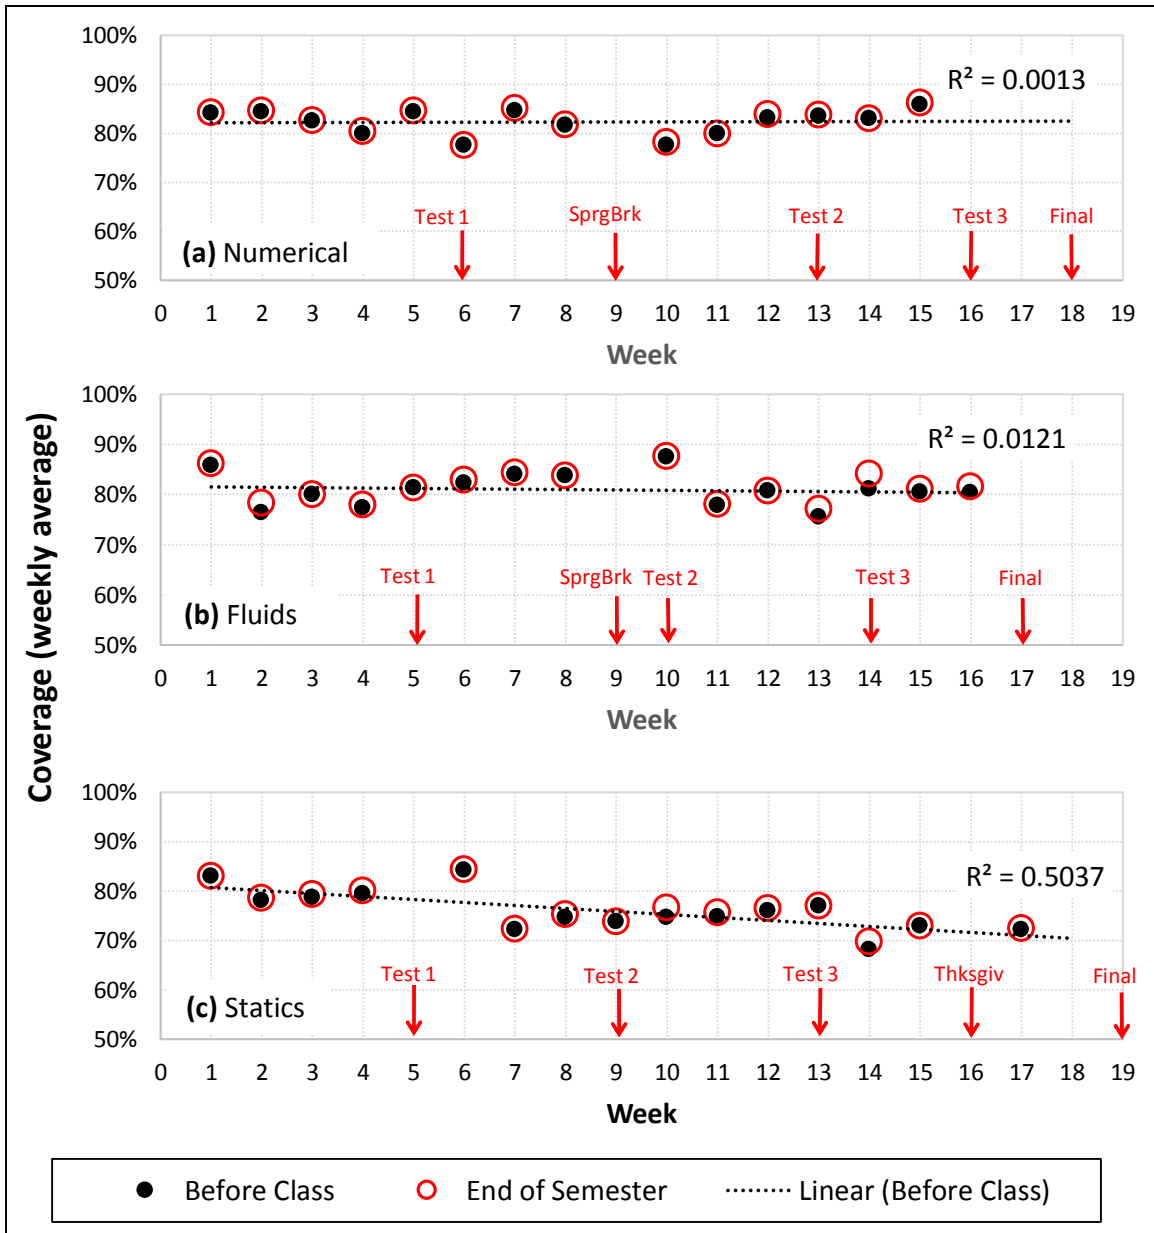 Coverage (weekly average)
100%
90%
80%
70%
60%
50%
R² = 0.0013
Test 1
SprgBrk
Test 2
Test 3
Final
(a) Numerical
0 1 2 3 4 5 6 7 8 9 10 11 12 13 14 15 16 17 18 19
Week
100%
90%
80%
70%
60%
50%
R² = 0.0121
Test 1
SprgBrk
Test 2
Test 3
Final
(b) Fluids
0 1 2 3 4 5 6 7 8 9 10 11 12 13 14 15 16 17 18 19
Week
100%
90%
80%
70%
60%
50%
R² = 0.5037
Test 1
Test 2
Test 3
Thksgiv
Final
(c) Statics
0 1 2 3 4 5 6 7 8 9 10 11 12 13 14 15 16 17 18 19
Week
Before Class
End of Semester
Linear (Before Class)